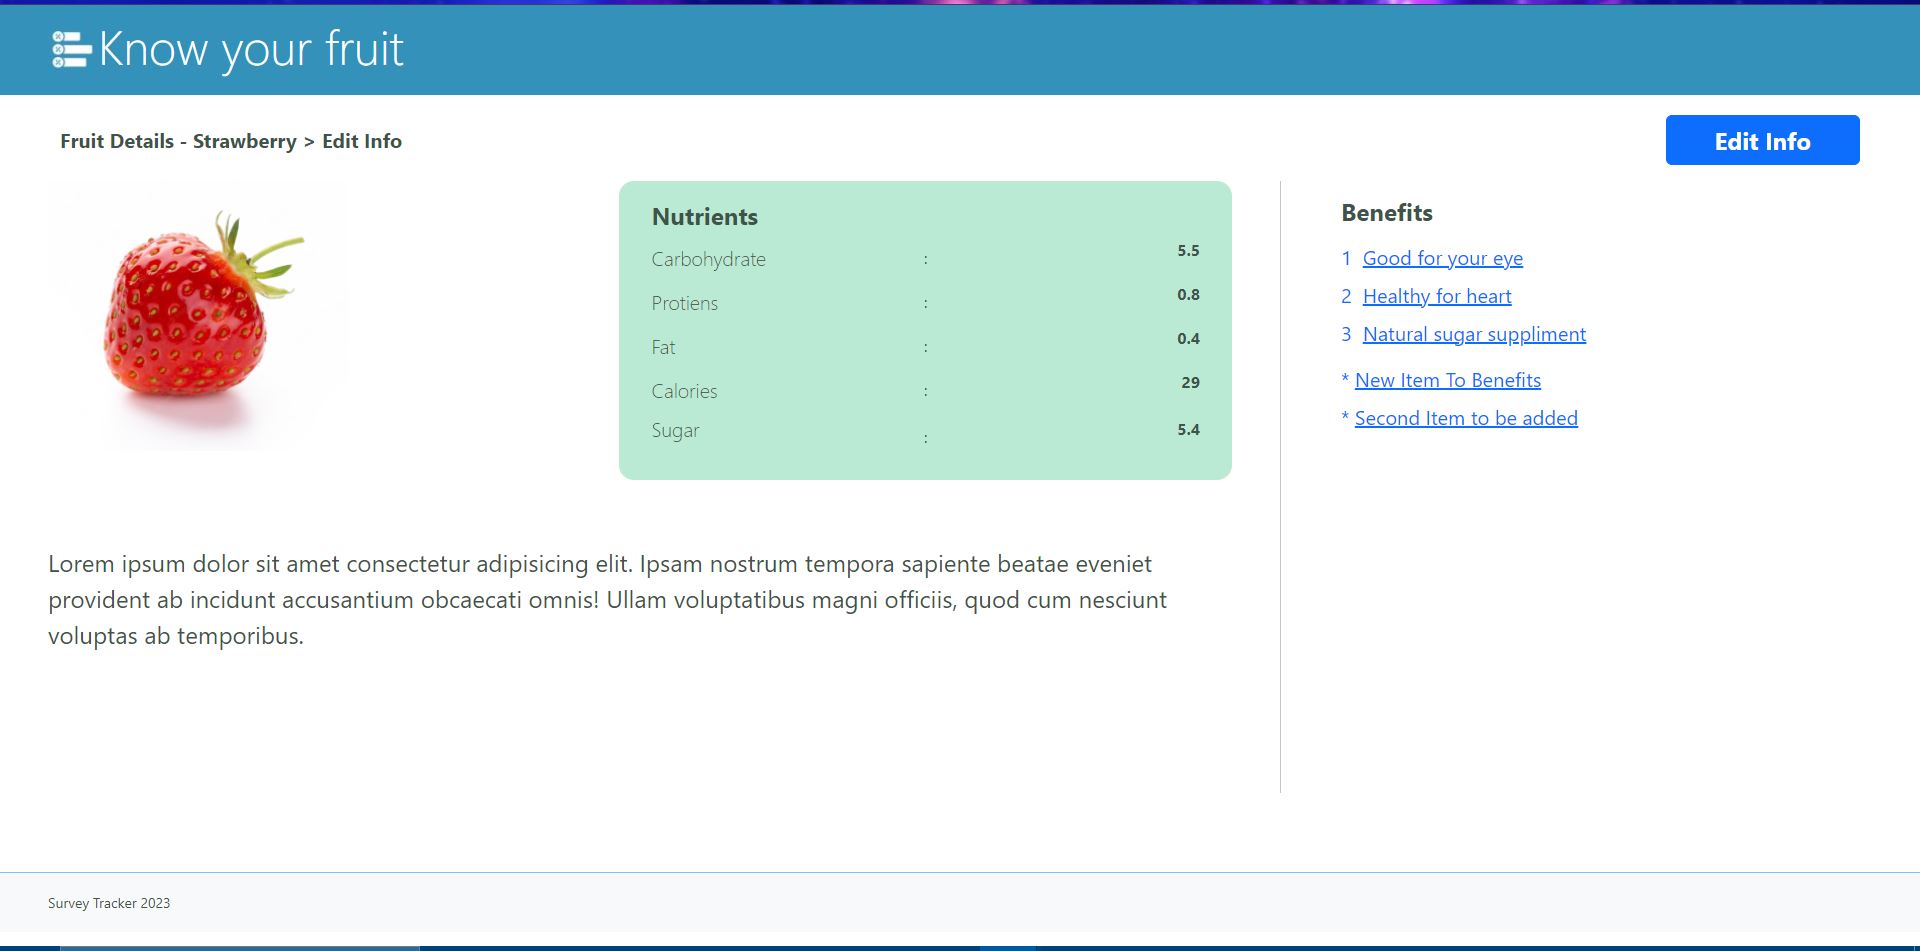 Know your fruit
Fruit Details - Strawberry > Edit Info
Edit Info
Nutrients
Carbohydrate : 5.5
Protiens : 0.8
Fat : 0.4
Calories : 29
Sugar : 5.4
Benefits
1 Good for your eye
2 Healthy for heart
3 Natural sugar suppliment
* New Item To Benefits
* Second Item to be added
Lorem ipsum dolor sit amet consectetur adipisicing elit. Ipsam nostrum tempora sapiente beatae eveniet
provident ab incidunt accusantium obcaecati omnis! Ullam voluptatibus magni officiis, quod cum nesciunt
voluptas ab temporibus.
Survey Tracker 2023